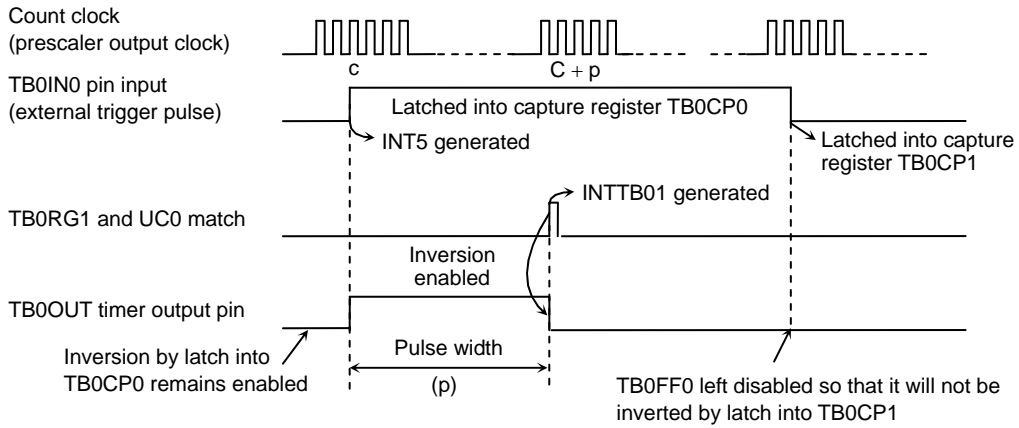 Count clock
(prescaler output clock)
c
C + p
TB0IN0 pin input
(external trigger pulse)
Latched into capture register TB0CP0
INT5 generated
Latched into capture
register TB0CP1
INTTB01 generated
TB0RG1 and UC0 match
Inversion
enabled
TB0OUT timer output pin
Inversion by latch into
TB0CP0 remains enabled
Pulse width
(p)
TB0FF0 left disabled so that it will not be
inverted by latch into TB0CP1